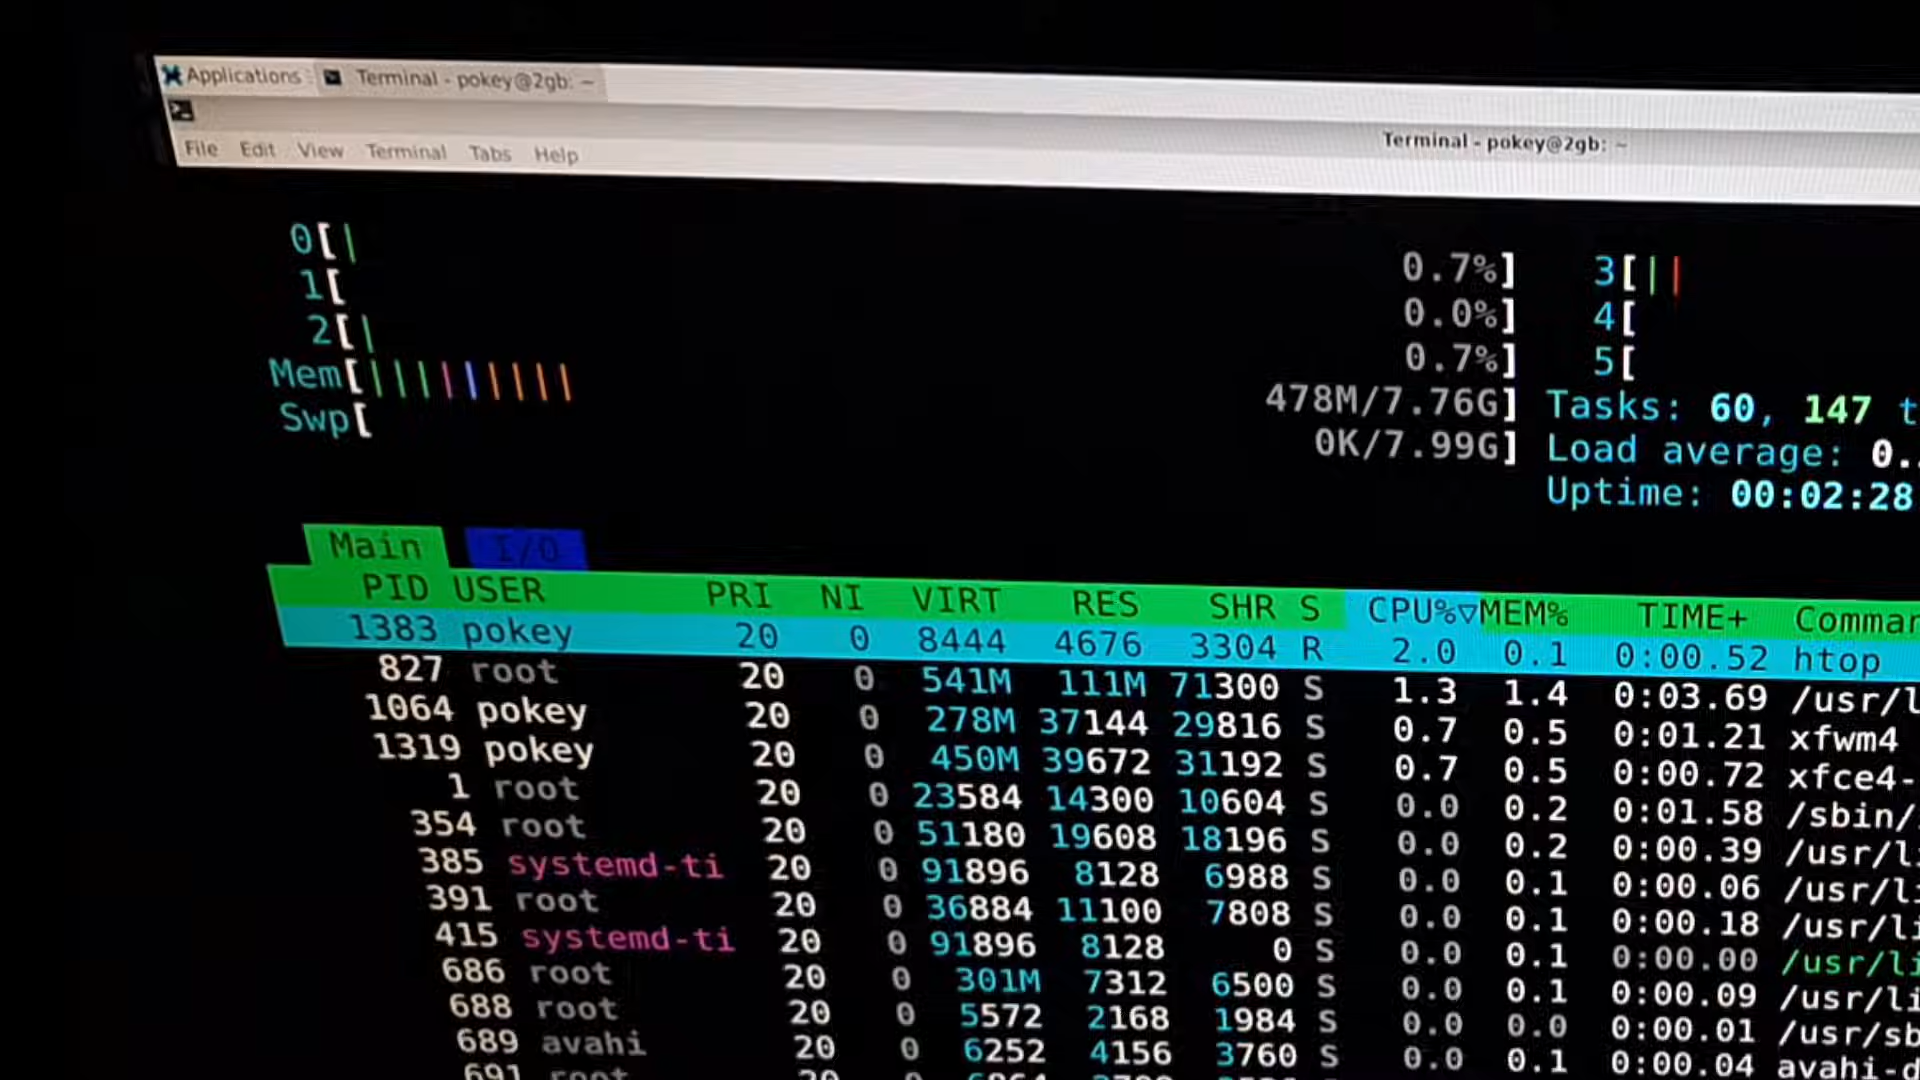 Applications Terminal - pokey@2gb: ~
Terminal - pokey@2gb: ~
File Edit View Terminal Tabs Help
0[| 0.7%] 3[||
1[ 0.0%] 4[
2[| 0.7%] 5[
Mem[||||||||| 478M/7.76G] Tasks: 60, 147 t
Swp[ 0K/7.99G] Load average: 0.
Uptime: 00:02:28
Main I/O
PID USER PRI NI VIRT RES SHR S CPU%▽MEM% TIME+ Comman
1383 pokey 20 0 8444 4676 3304 R 2.0 0.1 0:00.52 htop
827 root 20 0 541M 111M 71300 S 1.3 1.4 0:03.69 /usr/l
1064 pokey 20 0 278M 37144 29816 S 0.7 0.5 0:01.21 xfwm4
1319 pokey 20 0 450M 39672 31192 S 0.7 0.5 0:00.72 xfce4-
1 root 20 0 23584 14300 10604 S 0.0 0.2 0:01.58 /sbin/
354 root 20 0 51180 19608 18196 S 0.0 0.2 0:00.39 /usr/li
385 systemd-ti 20 0 91896 8128 6988 S 0.0 0.1 0:00.06 /usr/li
391 root 20 0 36884 11100 7808 S 0.0 0.1 0:00.18 /usr/li
415 systemd-ti 20 0 91896 8128 0 S 0.0 0.1 0:00.00 /usr/li
686 root 20 0 301M 7312 6500 S 0.0 0.1 0:00.09 /usr/li
688 root 20 0 5572 2168 1984 S 0.0 0.0 0:00.01 /usr/sb
689 avahi 20 0 6252 4156 3760 S 0.0 0.1 0:00.04 avahi-d
691 root 20 0